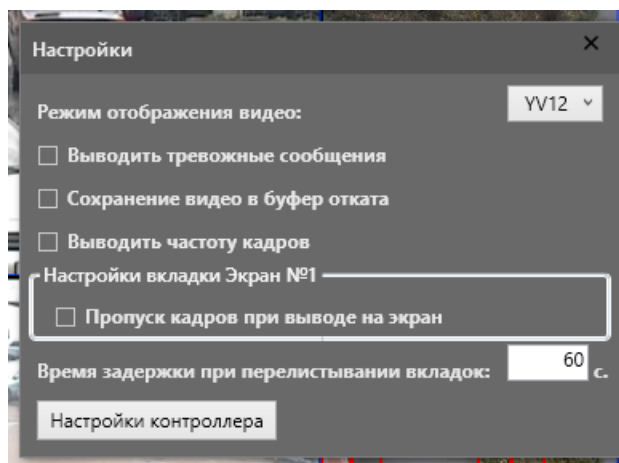 Настройки
Режим отображения видео: YV12
Выводить тревожные сообщения
Сохранение видео в буфер отката
Выводить частоту кадров
Настройки вкладки Экран №1
Пропуск кадров при выводе на экран
Время задержки при перелистывании вкладок: 60 с.
Настройки контроллера